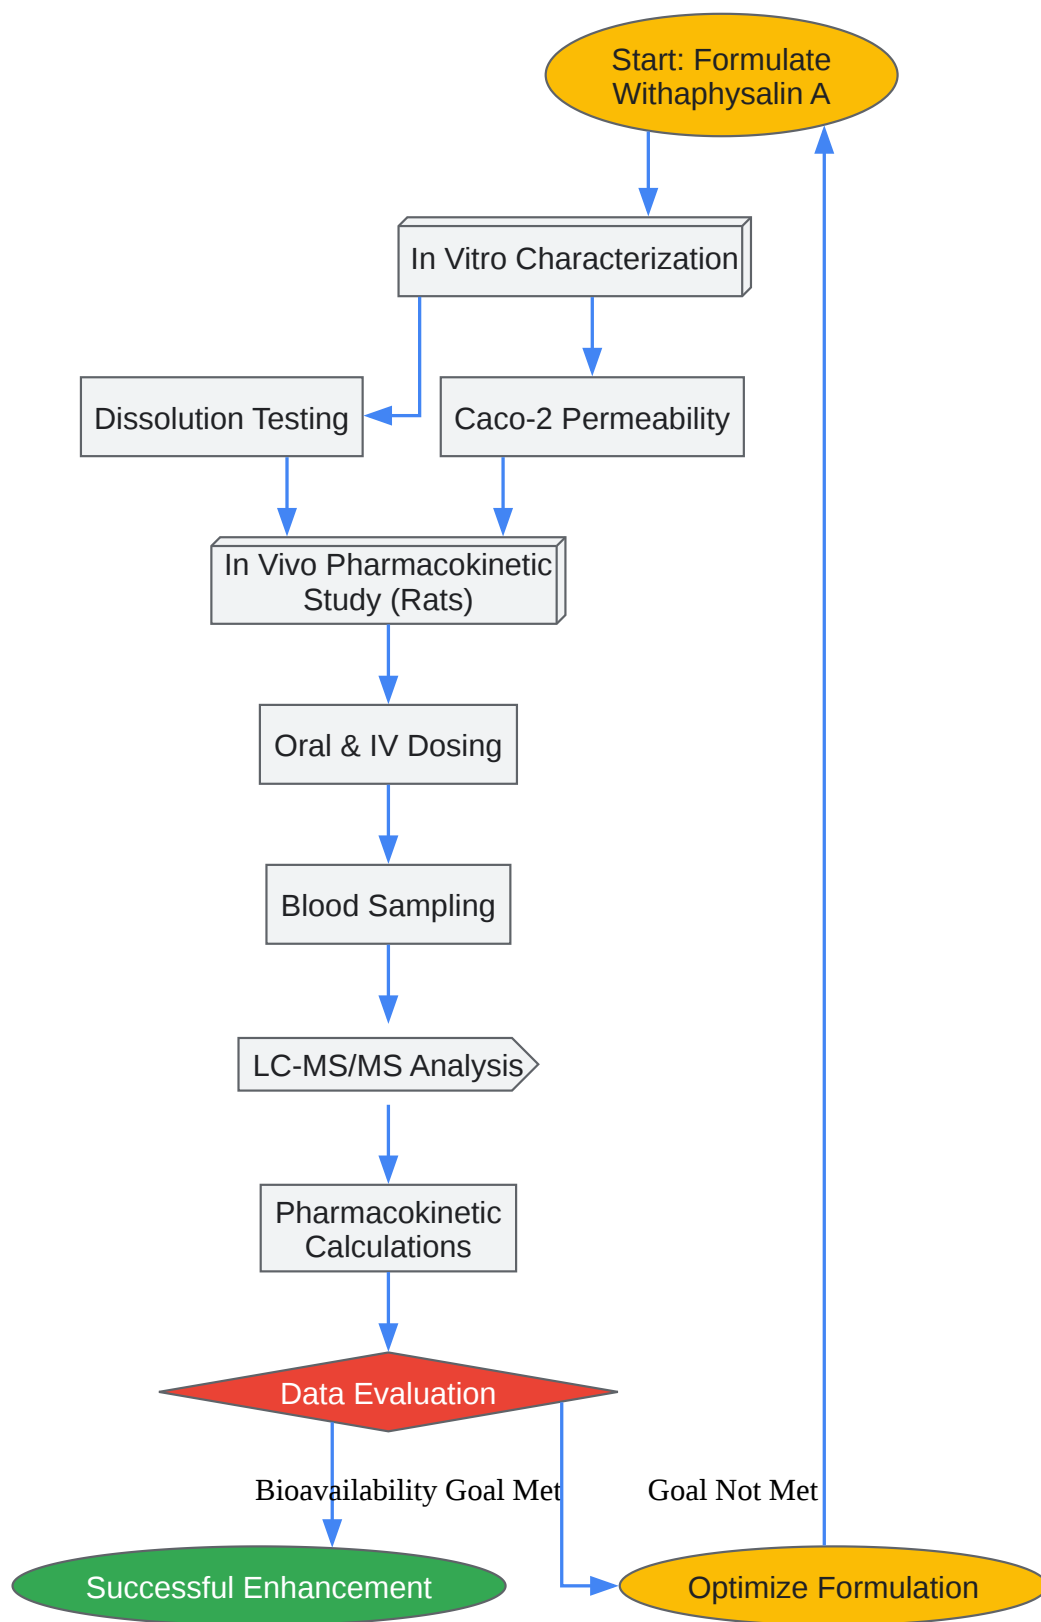 Start: Formulate
Withaphysalin A
In Vitro Characterization
Dissolution Testing
Caco-2 Permeability
In Vivo Pharmacokinetic
Study (Rats)
Oral & IV Dosing
Blood Sampling
LC-MS/MS Analysis
Pharmacokinetic
Calculations
Data Evaluation
Bioavailability Goal Met
Goal Not Met
Successful Enhancement
Optimize Formulation